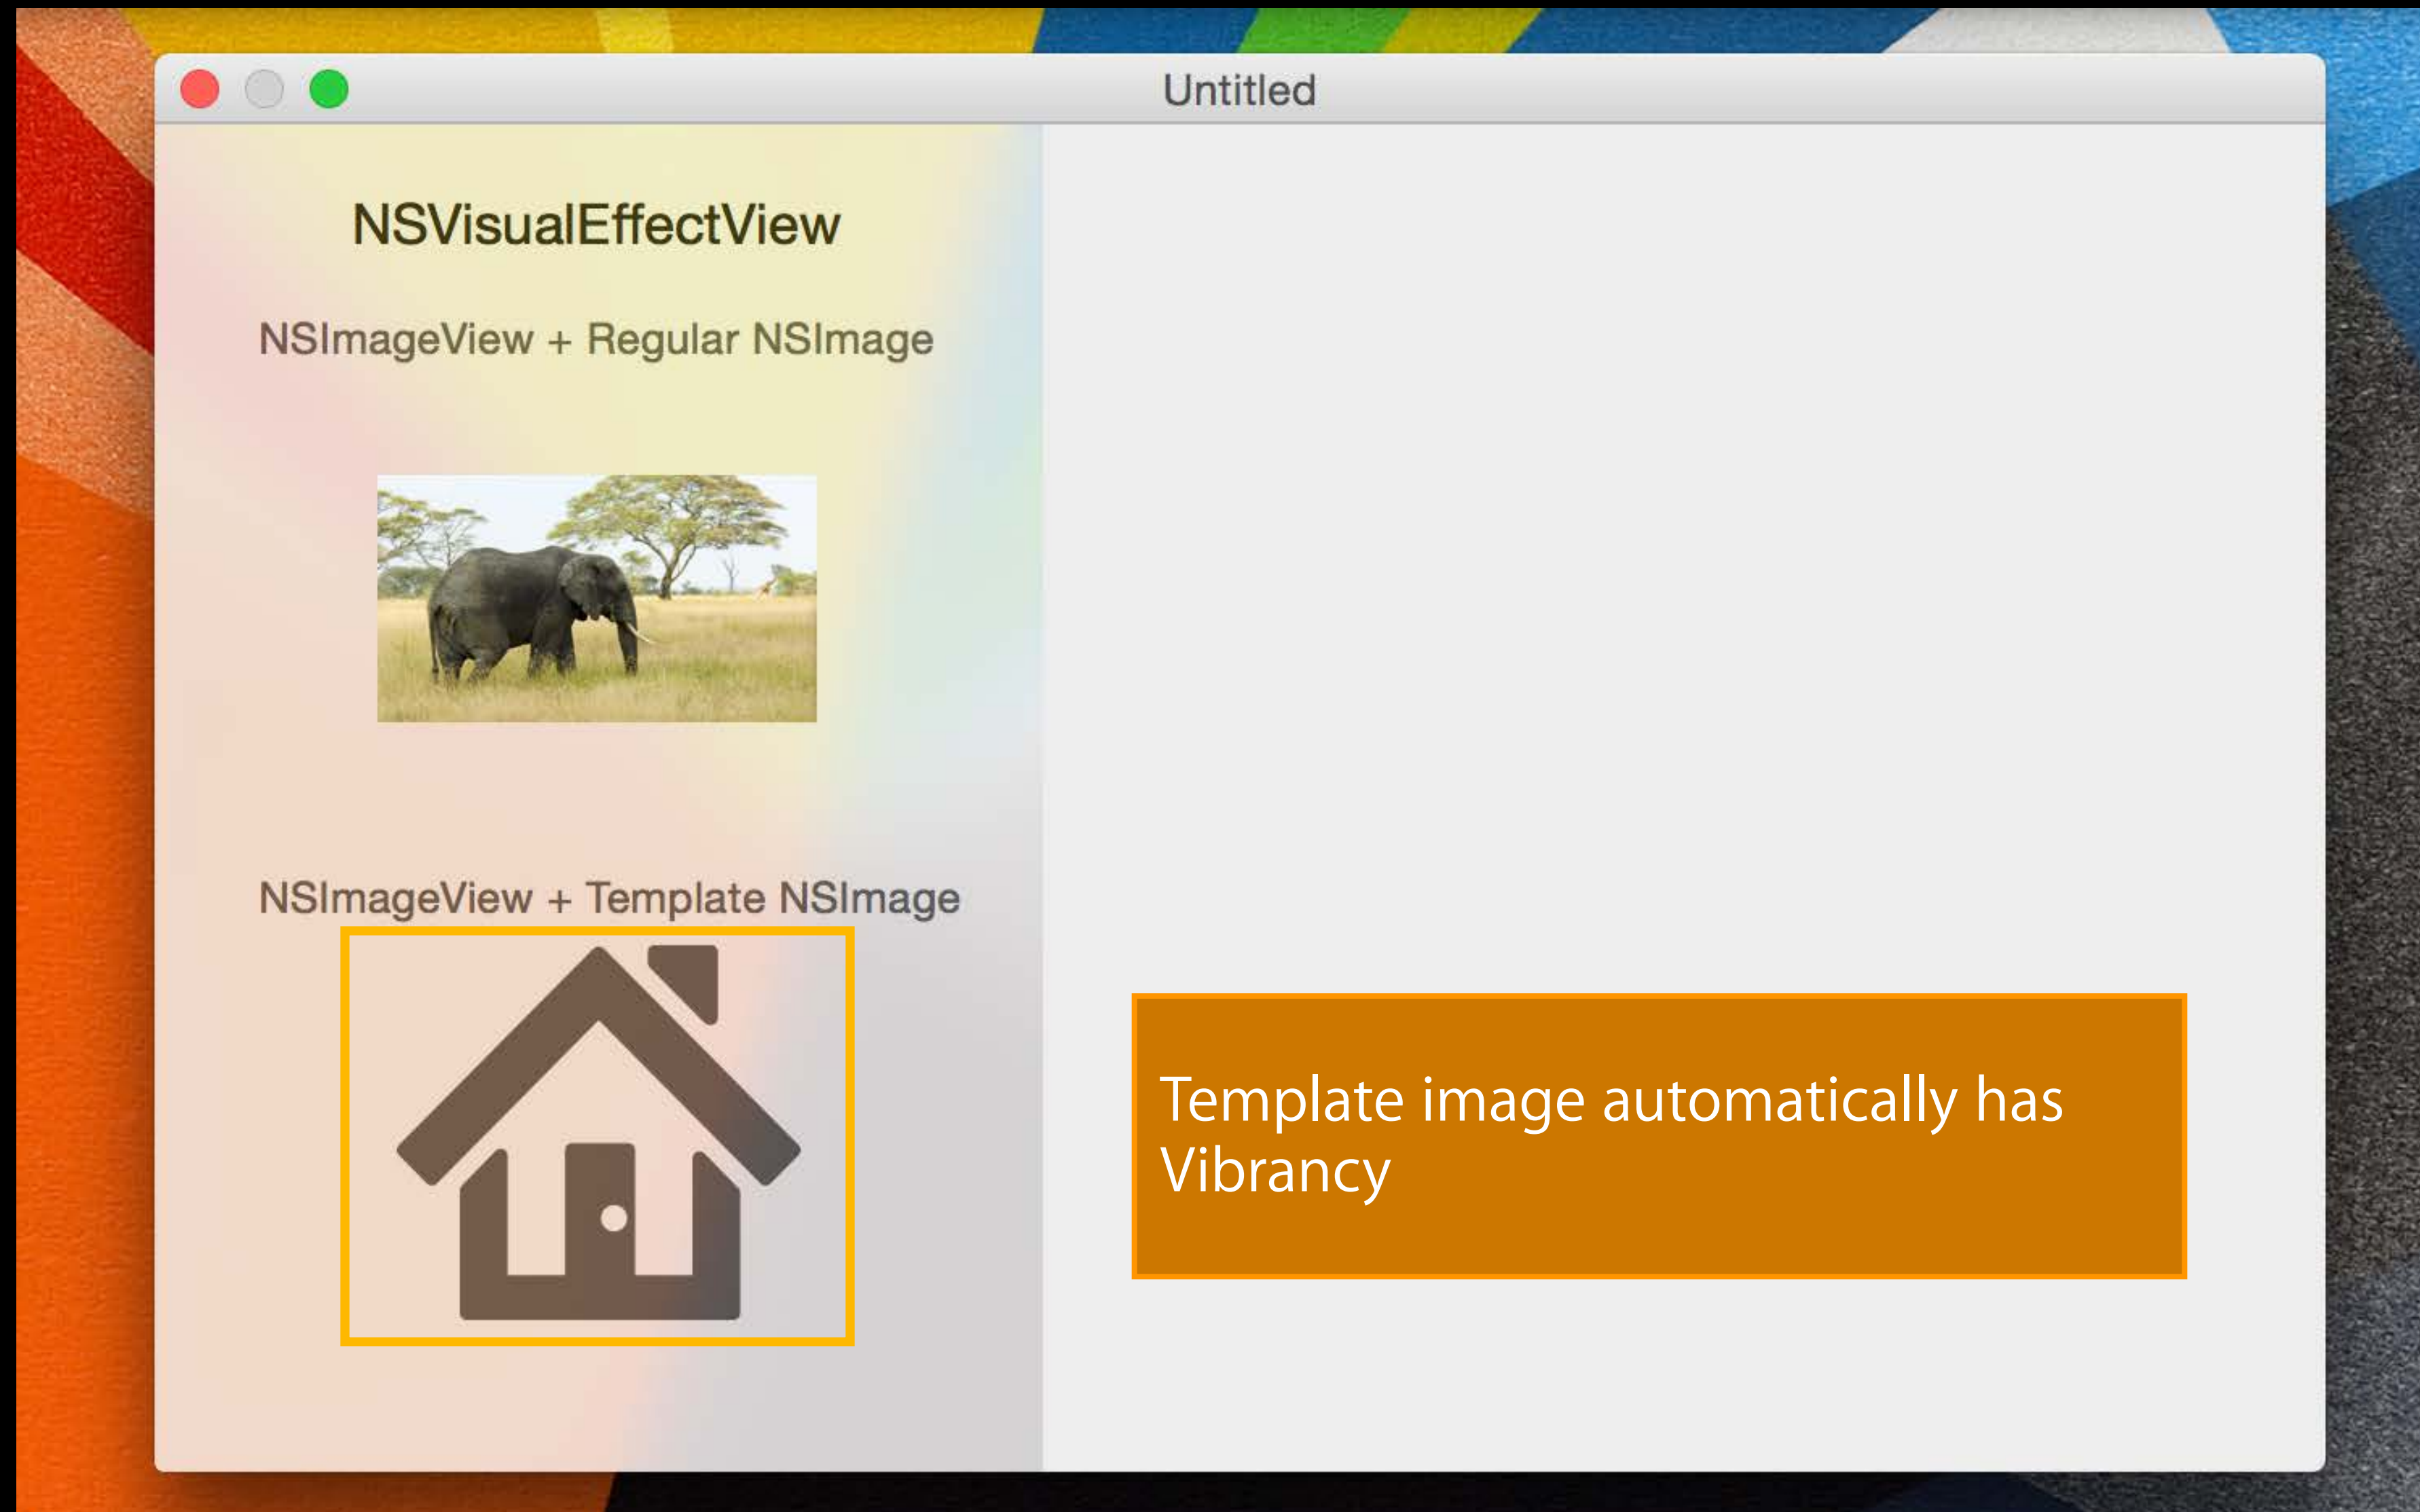 Untitled
NSVisualEffectView
NSImageView + Regular NSImage
NSImageView + Template NSImage
Template image automatically has
Vibrancy